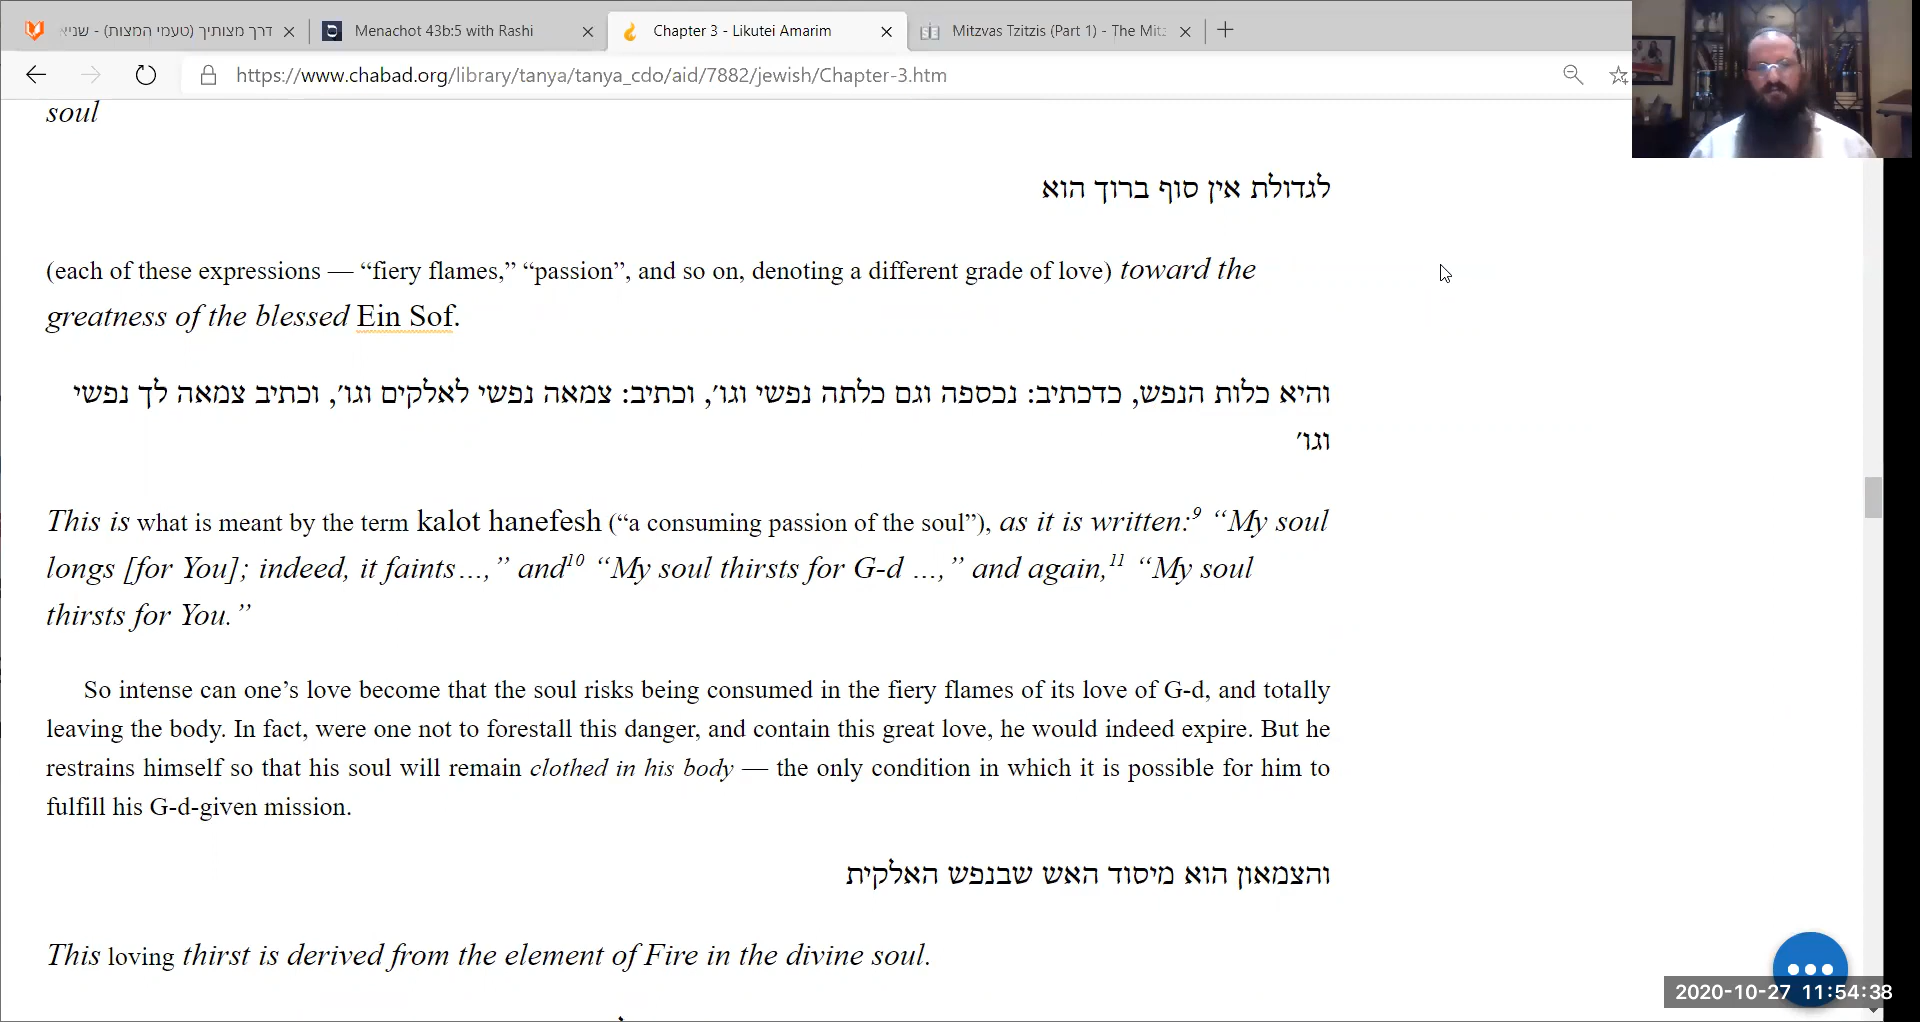 דרך מצותיך (טעמי המצות) - שניא
Menachot 43b:5 with Rashi
Chapter 3 - Likutei Amarim
Mitzvas Tzitzis (Part 1) - The Mitz
https://www.chabad.org/library/tanya/tanya_cdo/aid/7882/jewish/Chapter-3.htm
soul
לגדולת אין סוף ברוך הוא
(each of these expressions — “fiery flames,” “passion”, and so on, denoting a different grade of love) toward the
greatness of the blessed Ein Sof.
והיא כלות הנפש, כדכתיב: נכספה וגם כלתה נפשי וגו׳, וכתיב: צמאה נפשי לאלקים וגו׳, וכתיב צמאה לך נפשי
וגו׳
This is what is meant by the term kalot hanefesh (“a consuming passion of the soul”), as it is written:9 “My soul
longs [for You]; indeed, it faints…,” and10 “My soul thirsts for G-d …,” and again,11 “My soul
thirsts for You.”
So intense can one’s love become that the soul risks being consumed in the fiery flames of its love of G-d, and totally
leaving the body. In fact, were one not to forestall this danger, and contain this great love, he would indeed expire. But he
restrains himself so that his soul will remain clothed in his body — the only condition in which it is possible for him to
fulfill his G-d-given mission.
והצמאון הוא מיסוד האש שבנפש האלקית
This loving thirst is derived from the element of Fire in the divine soul.
2020-10-27 11:54:38